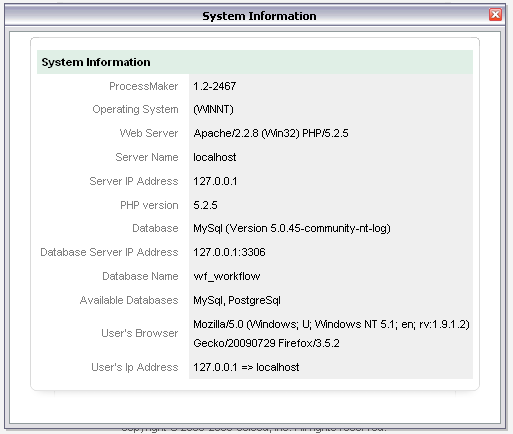 System Information
System Information
ProcessMaker 1.2-2467
Operating System (WINNT)
Web Server Apache/2.2.8 (Win32) PHP/5.2.5
Server Name localhost
Server IP Address 127.0.0.1
PHP version 5.2.5
Database MySql (Version 5.0.45-community-nt-log)
Database Server IP Address 127.0.0.1:3306
Database Name wf_workflow
Available Databases MySql, PostgreSql
User's Browser Mozilla/5.0 (Windows; U; Windows NT 5.1; en; rv:1.9.1.2)
Gecko/20090729 Firefox/3.5.2
User's Ip Address 127.0.0.1 => localhost